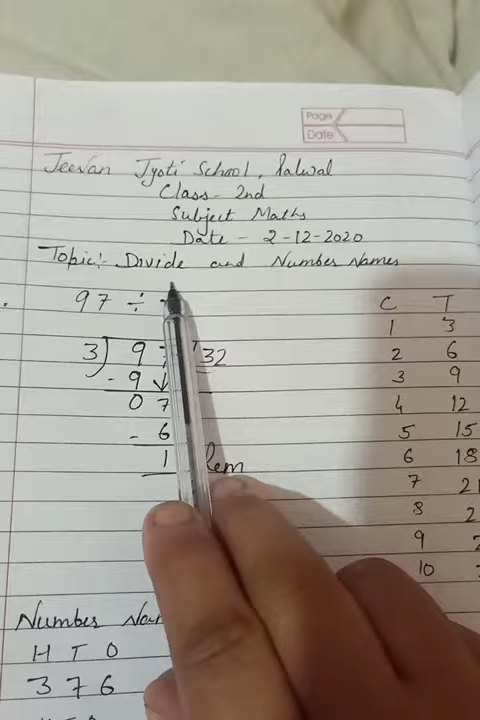 Page
Date
Jeevan Jyoti School, Palwal
Class - 2nd
Subject Maths
Date - 2-12-2020
Topic:- Divide and Number Names
97 ÷
3) 9 32
- 9 ↓
0 7
- 6
1 Rem
C T
1 3
2 6
3 9
4 12
5 15
6 18
7
8
9
10
Number
H T O
3 7 6